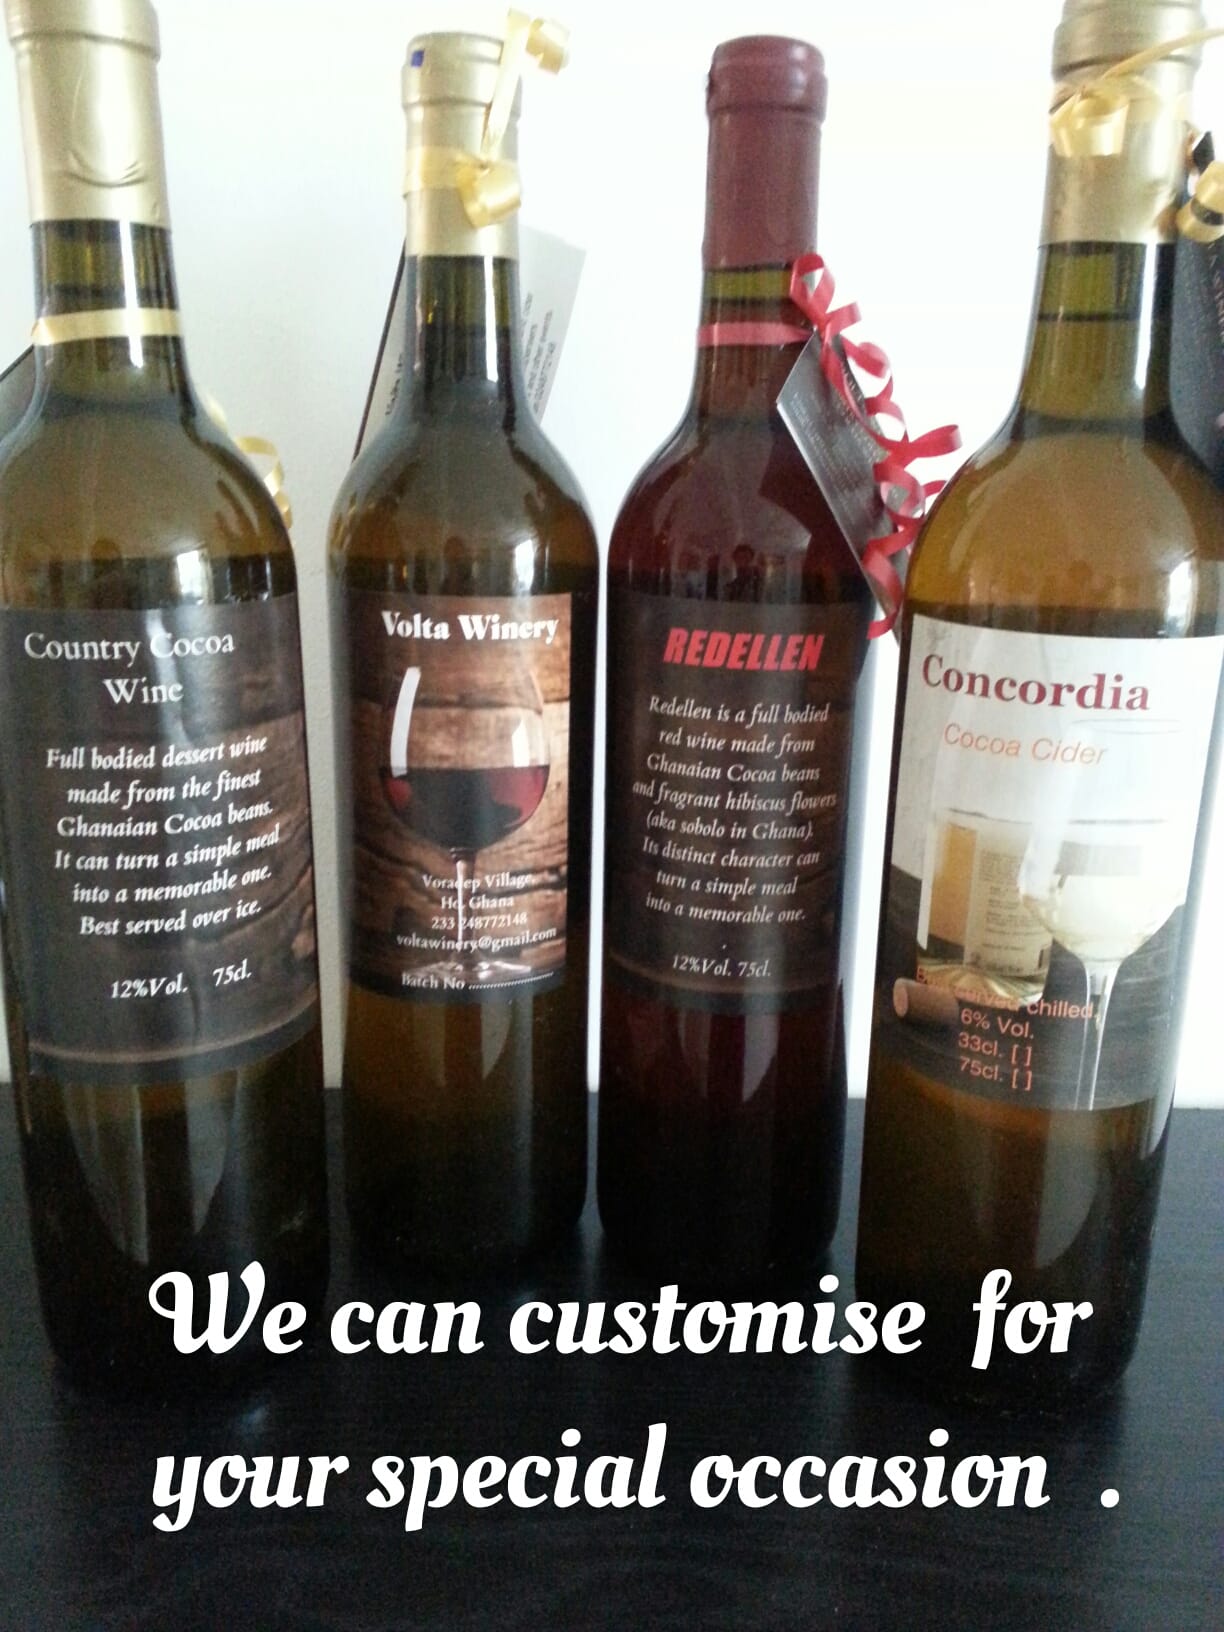 Country Cocoa
Wine
Full bodied dessert wine
made from the finest
Ghanaian Cocoa beans.
It can turn a simple meal
into a memorable one.
Best served over ice.
12%Vol. 75cl.
Volta Winery
Voradep Village,
Ho, Ghana
233 248772148
voltawinery@gmail.com
Batch No ....................
REDELLEN
Redellen is a full bodied
red wine made from
Ghanaian Cocoa beans
and fragrant hibiscus flowers
(aka sobolo in Ghana).
Its distinct character can
turn a simple meal
into a memorable one.
.
12%Vol. 75cl.
Concordia
Cocoa Cider
Best served chilled.
6% Vol.
33cl. [ ]
75cl. [ ]
We can customise for
your special occasion .